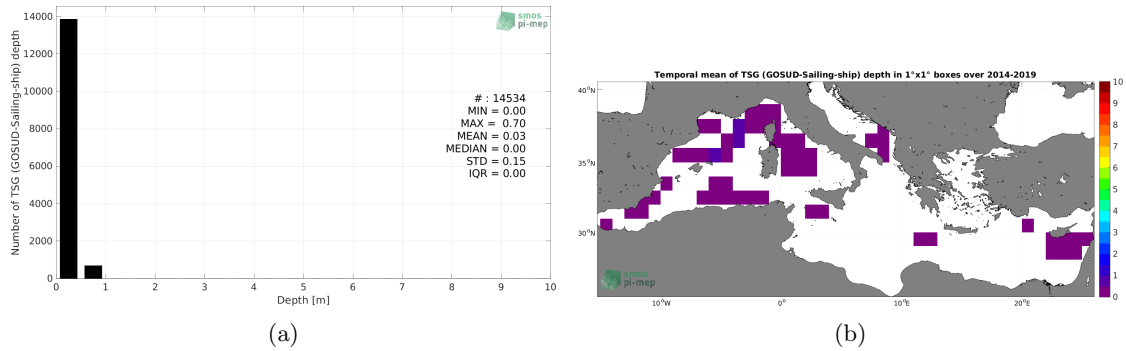 14000
12000
10000
8000
6000
4000
2000
0
Number of TSG (GOSUD-Sailing-ship) depth
smos
pi-mep
# : 14534
MIN = 0.00
MAX = 0.70
MEAN = 0.03
MEDIAN = 0.00
STD = 0.15
IQR = 0.00
0 1 2 3 4 5 6 7 8 9 10
Depth [m]
(a)
Temporal mean of TSG (GOSUD-Sailing-ship) depth in 1°x1° boxes over 2014-2019
40°N
35°N
30°N
10°W 0° 10°E 20°E
smos
pi-mep
10
9
8
7
6
5
4
3
2
1
0
(b)